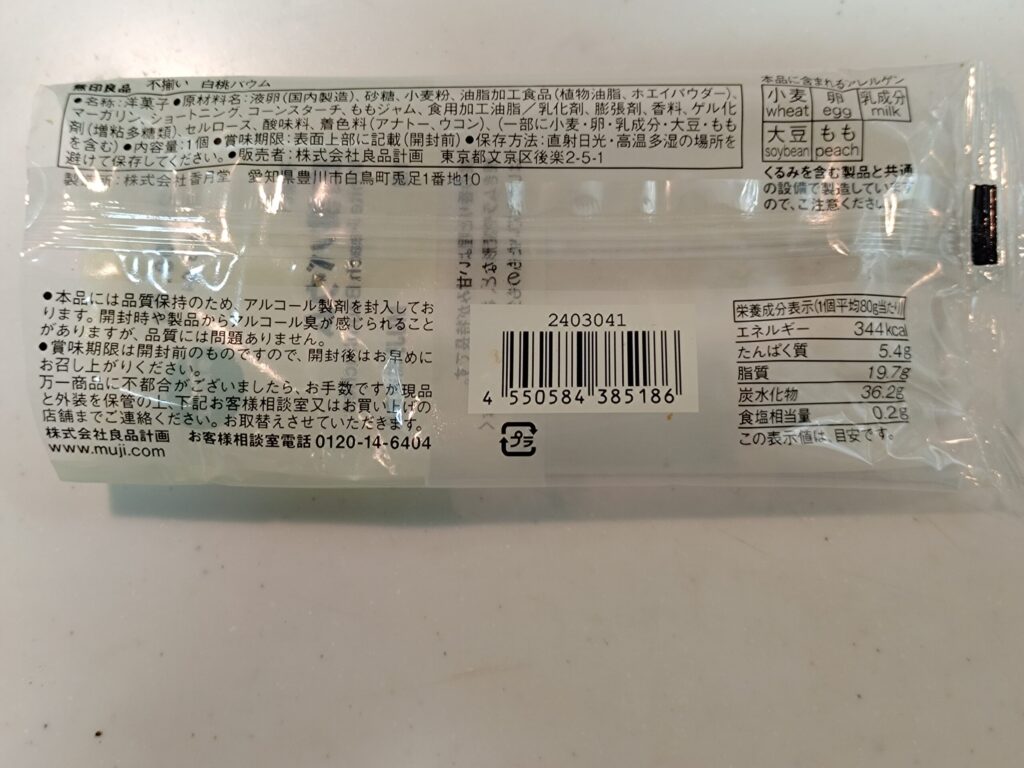 無印良品 不揃い 白桃バウム
●名称:洋菓子●原材料名:液卵(国内製造)、砂糖、小麦粉、油脂加工食品(植物油脂、ホエイパウダー)、
マーガリン、ショートニング、コーンスターチ、ももジャム、食用加工油脂/乳化剤、膨張剤、香料、ゲル化
剤(増粘多糖類)、セルロース、酸味料、着色料(アナトー、ウコン)、(一部に小麦・卵・乳成分・大豆・もも
を含む)●内容量:1個●賞味期限:表面上部に記載(開封前)●保存方法:直射日光・高温多湿の場所を
避けて保存してください。●販売者:株式会社良品計画 東京都文京区後楽2-5-1
製造所:株式会社香月堂 愛知県豊川市白鳥町兎足1番地10
本品に含まれるアレルゲン
小麦 卵 乳成分
wheat egg milk
大豆 もも
soybean peach
くるみを含む製品と共通
の設備で製造しています
ので、ご注意ください。
●本品には品質保持のため、アルコール製剤を封入してお
ります。開封時や製品からアルコール臭が感じられること
がありますが、品質には問題ありません。
●賞味期限は開封前のものですので、開封後はお早めに
お召し上がりください。
万一商品に不都合がございましたら、お手数ですが現品
と外装を保管の上、下記お客様相談室又はお買い上げの
店舗までご連絡ください。お取替えさせていただきます。
株式会社良品計画 お客様相談室電話0120-14-6404
www.muji.com
2403041
4 550584 385186
プラ
栄養成分表示(1個平均80g当たり)
エネルギー 344kcal
たんぱく質 5.4g
脂質 19.7g
炭水化物 36.2g
食塩相当量 0.2g
この表示値は、目安です。